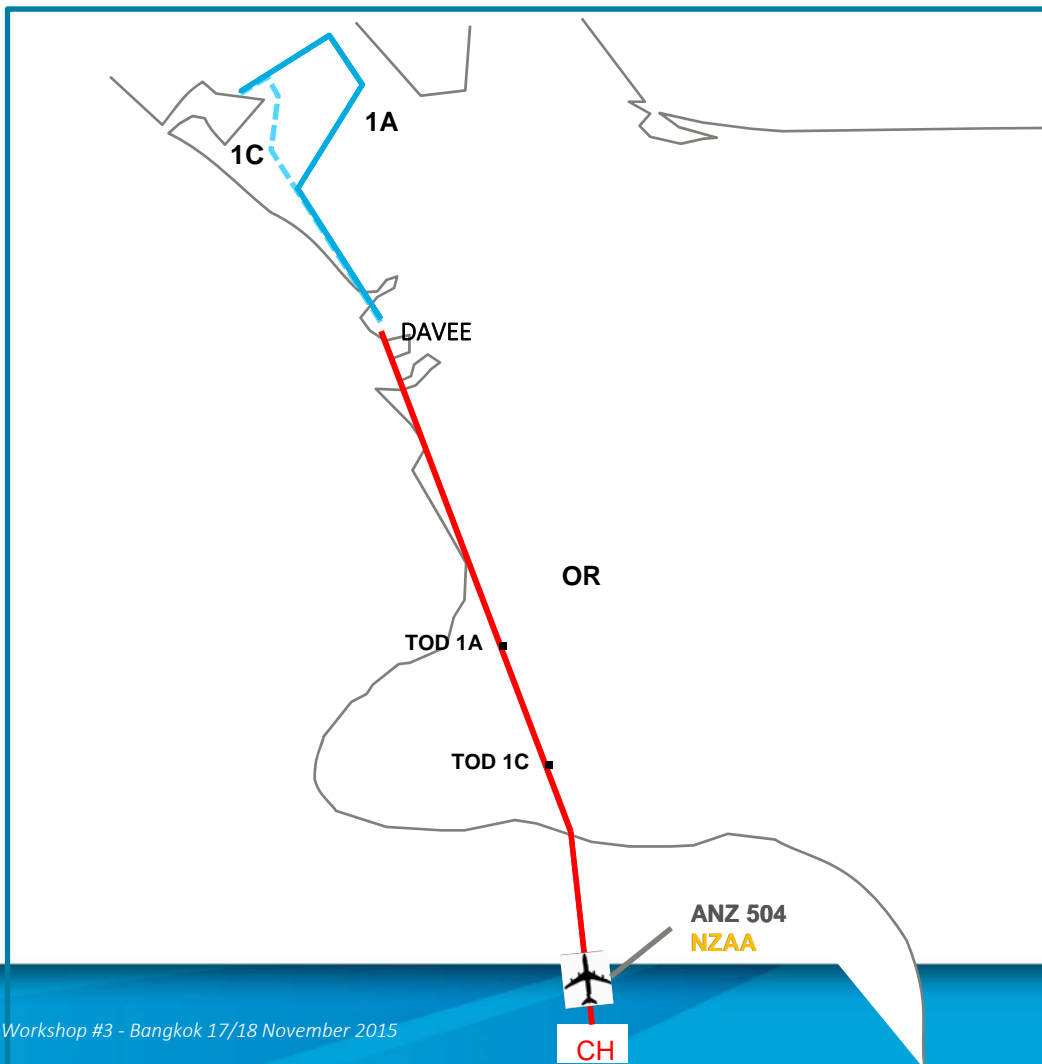 1A
1C
DAVEE
OR
TOD 1A
TOD 1C
ANZ 504
NZAA
Workshop #3 - Bangkok 17/18 November 2015
CH